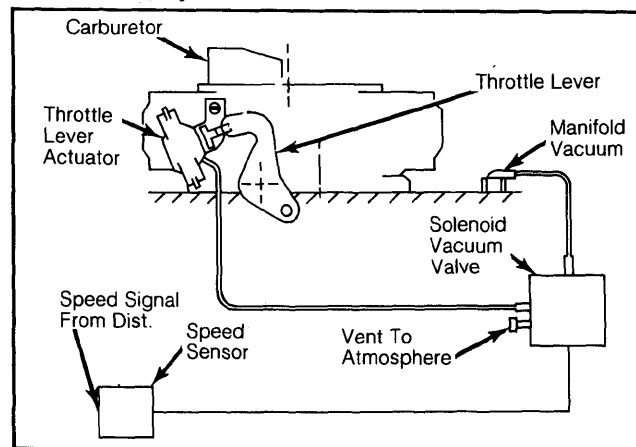 Carburetor
Throttle Lever
Throttle
Lever
Actuator
Manifold
Vacuum
Solenoid
Vacuum
Valve
Speed Signal
From Dist.
Speed
Sensor
Vent To
Atmosphere